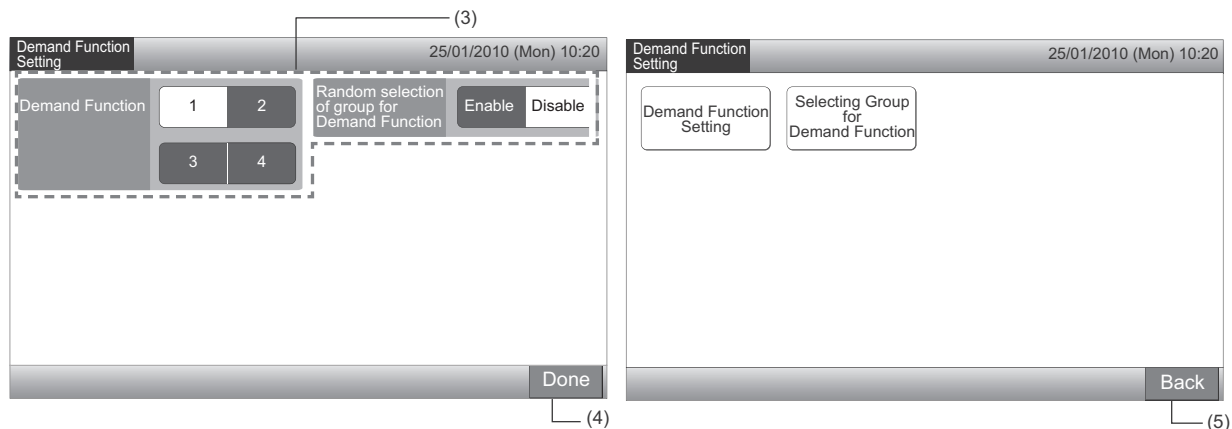 (3)
Demand Function
Setting
25/01/2010 (Mon) 10:20
Demand Function
1
2
3
4
Random selection
of group for
Demand Function
Enable
Disable
Done
(4)
Demand Function
Setting
25/01/2010 (Mon) 10:20
Demand Function
Setting
Selecting Group
for
Demand Function
Back
(5)